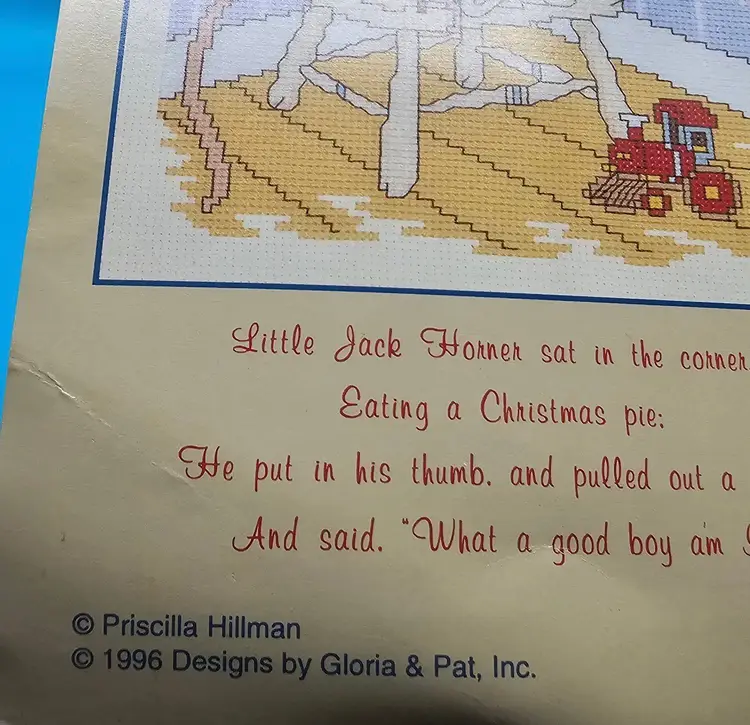 Little Jack Horner sat in the corner
Eating a Christmas pie:
He put in his thumb. and pulled out a
And said. "What a good boy am
© Priscilla Hillman
© 1996 Designs by Gloria & Pat, Inc.